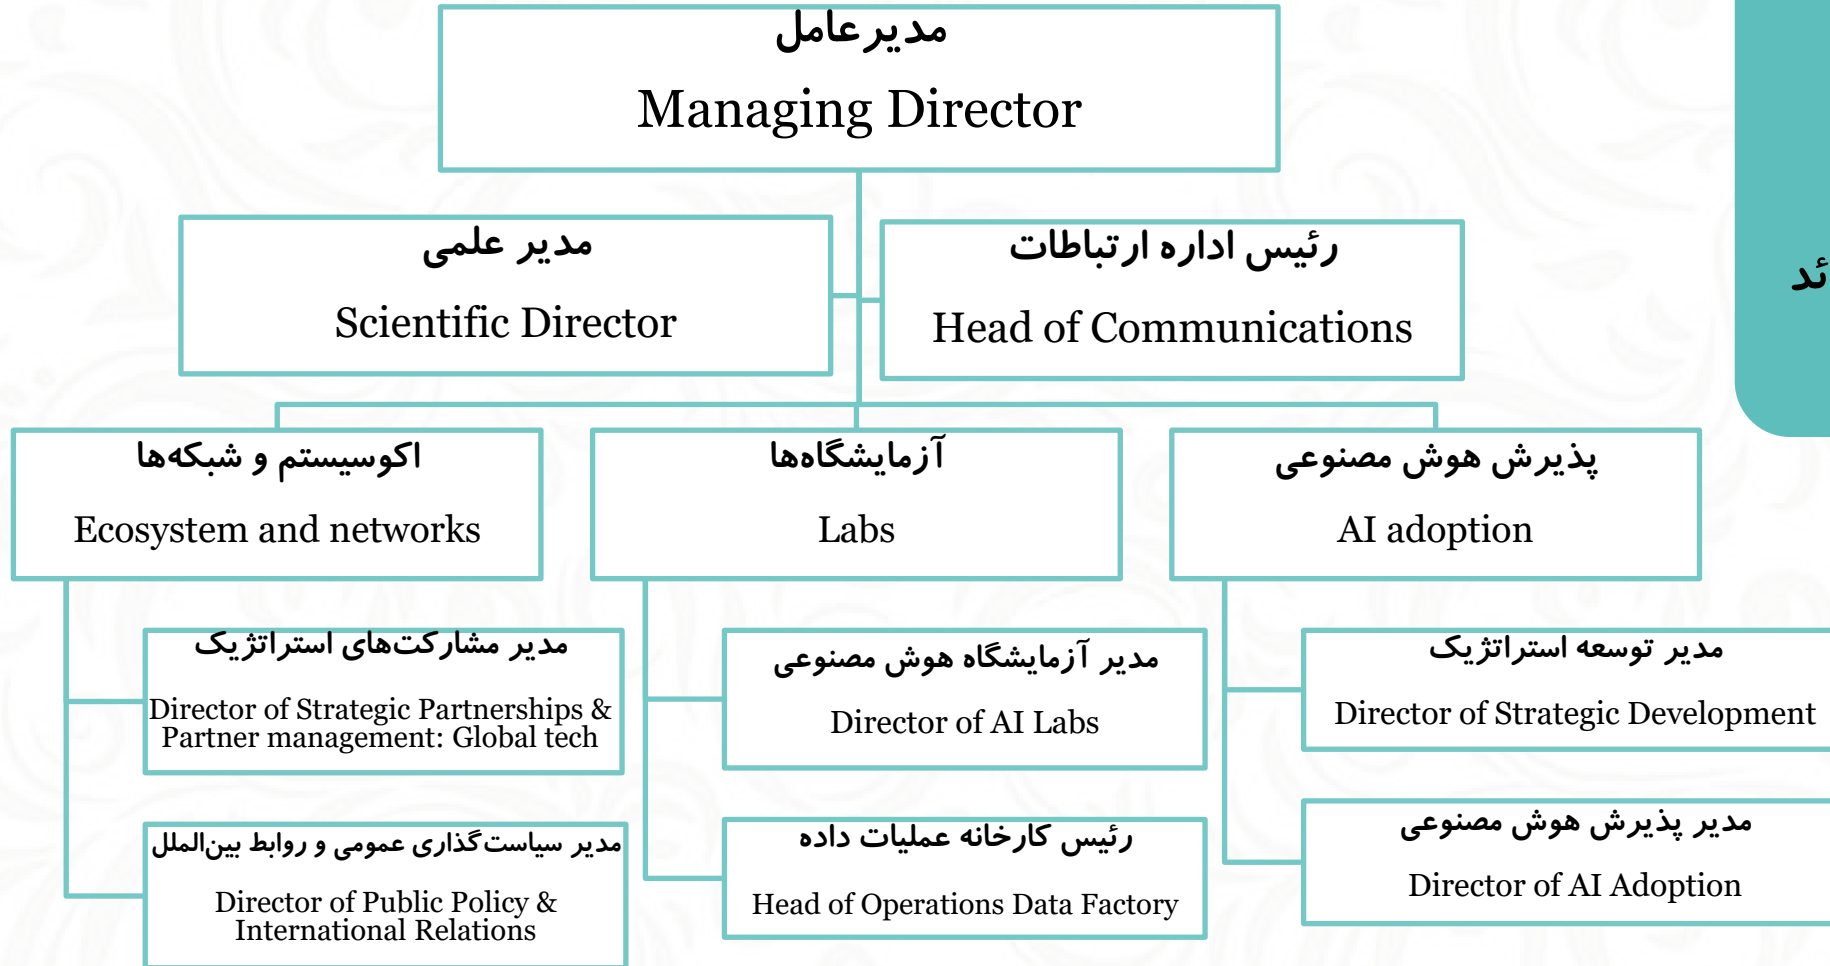 مدیرعامل
Managing Director
مدیر علمی
Scientific Director
رئیس اداره ارتباطات
Head of Communications
اکوسیستم و شبکه‌ها
Ecosystem and networks
آزمایشگاه‌ها
Labs
پذیرش هوش مصنوعی
AI adoption
مدیر مشارکت‌های استراتژیک
Director of Strategic Partnerships &
Partner management: Global tech
مدیر سیاست‌گذاری عمومی و روابط بین‌الملل
Director of Public Policy &
International Relations
مدیر آزمایشگاه هوش مصنوعی
Director of AI Labs
رئیس کارخانه عملیات داده
Head of Operations Data Factory
مدیر توسعه استراتژیک
Director of Strategic Development
مدیر پذیرش هوش مصنوعی
Director of AI Adoption